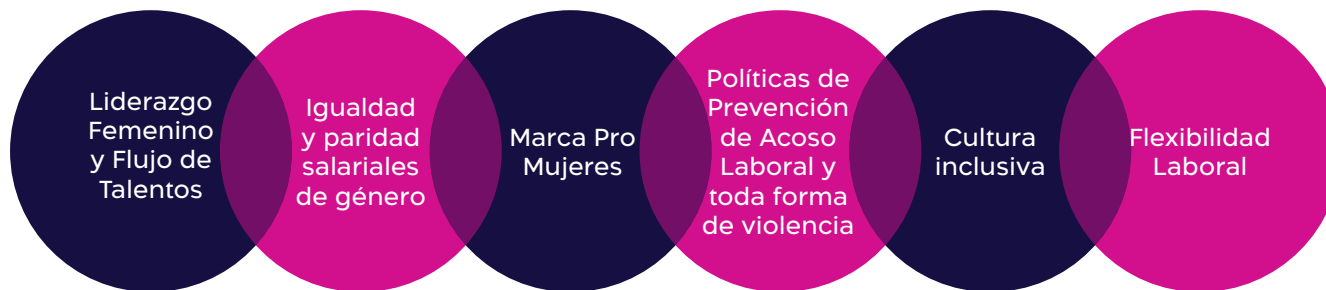 Liderazgo
Femenino
y Flujo de
Talentos
Igualdad
y paridad
salariales
de género
Marca Pro
Mujeres
Políticas de
Prevención
de Acoso
Laboral y
toda forma
de violencia
Cultura
inclusiva
Flexibilidad
Laboral